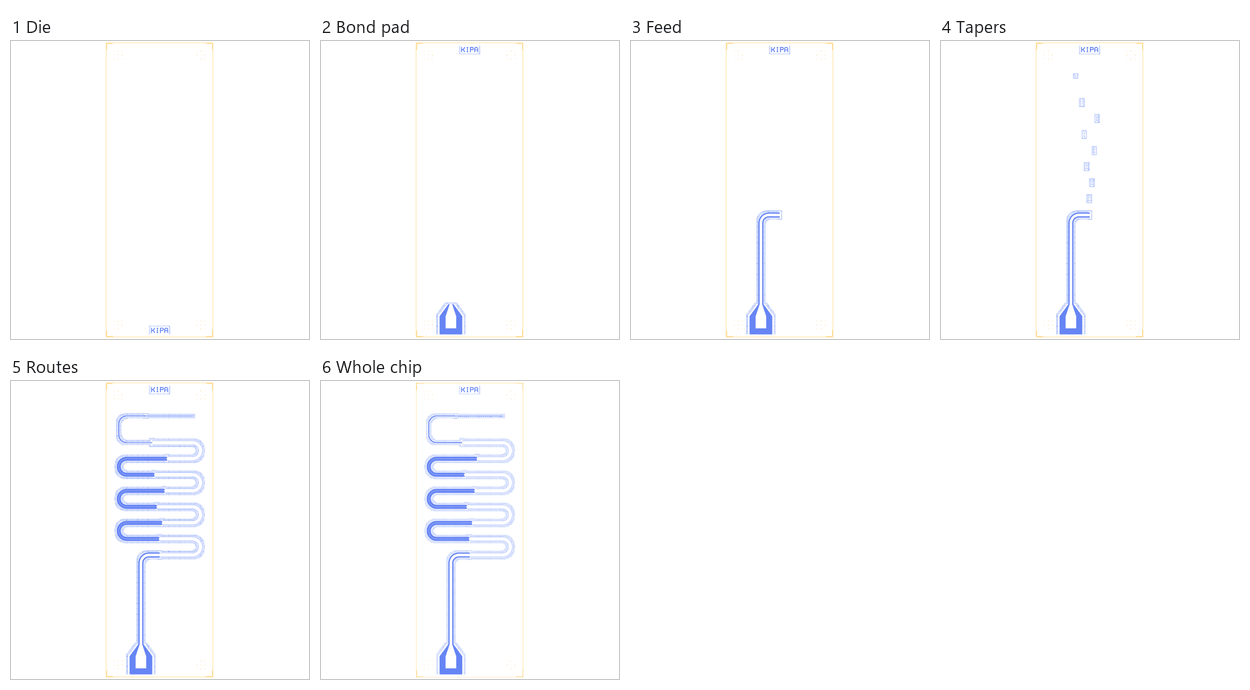 1 Die
2 Bond pad
3 Feed
4 Tapers
KIPA
KIPA
KIPA
KIPA
5 Routes
6 Whole chip
KIPA
KIPA